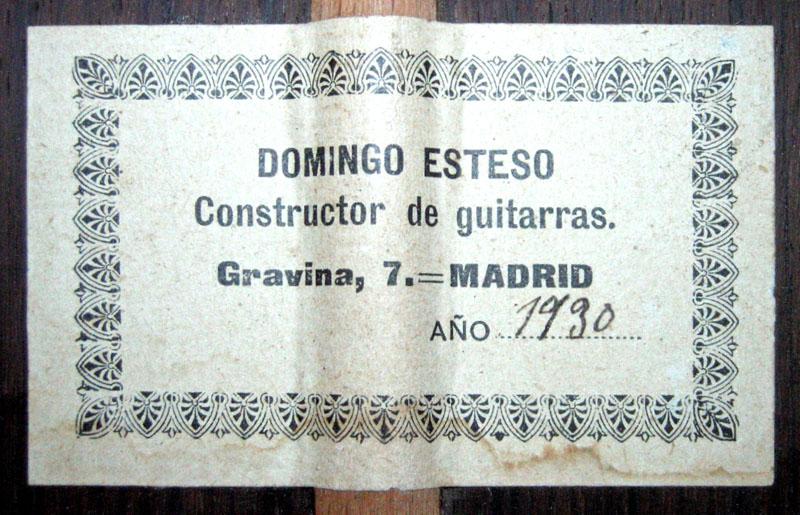 DOMINGO ESTESO
Constructor de guitarras.
Gravina, 7.=MADRID
AÑO 1930